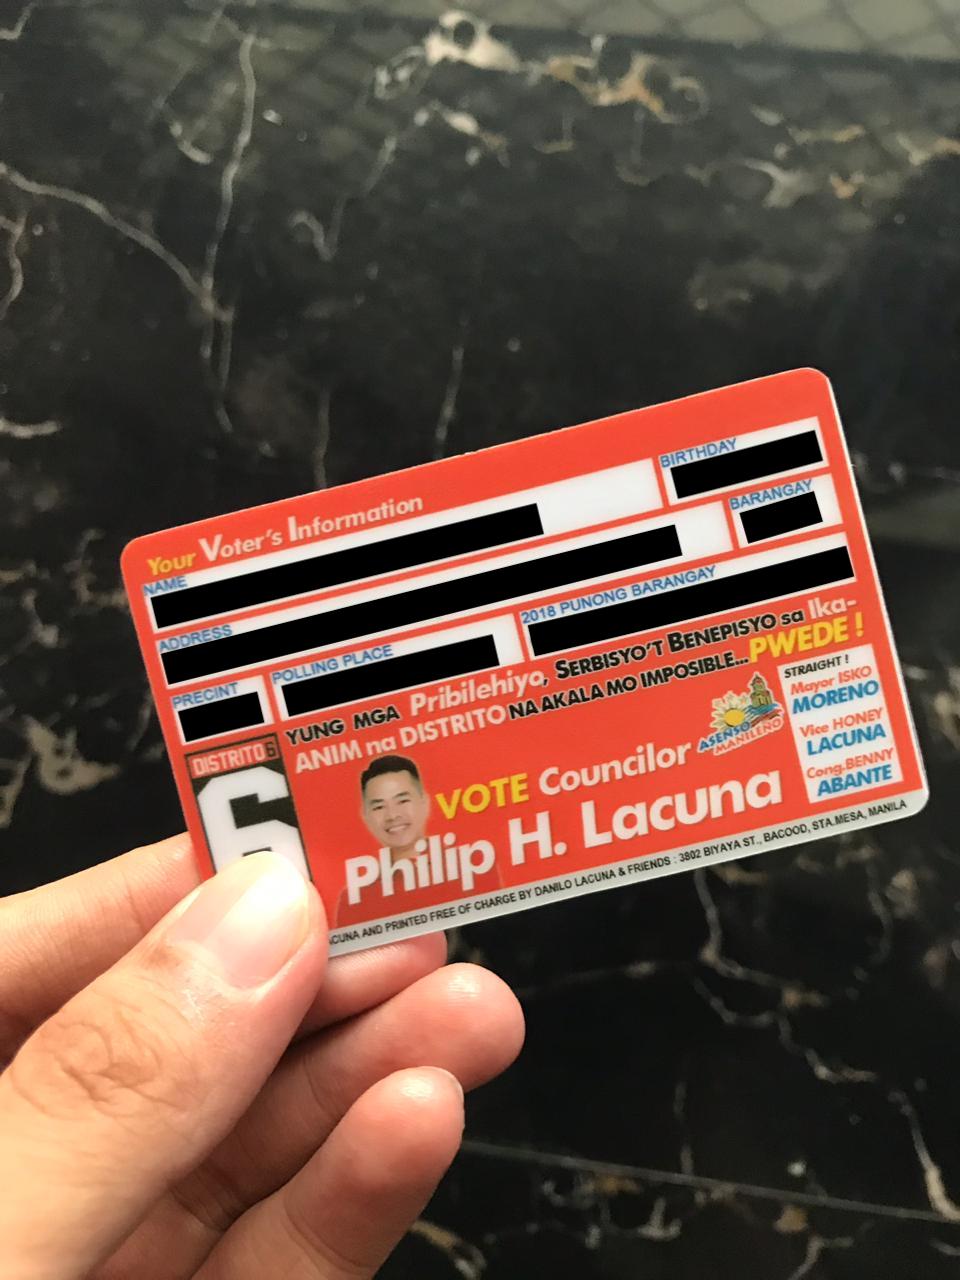 Your Voter's Information
NAME
BIRTHDAY
ADDRESS
BARANGAY
PRECINT
POLLING PLACE
2018 PUNONG BARANGAY
YUNG MGA Pribilehiyo, SERBISYO'T BENEPISYO sa Ika-
ANIM na DISTRITO NA AKALA MO IMPOSIBLE...PWEDE !
DISTRITO 6
6
VOTE Councilor
Philip H. Lacuna
ASENSO
MANILEÑO
STRAIGHT !
Mayor ISKO
MORENO
Vice HONEY
LACUNA
Cong.BENNY
ABANTE
ACUNA AND PRINTED FREE OF CHARGE BY DANILO LACUNA & FRIENDS : 3802 BIYAYA ST., BACOOD, STA.MESA, MANILA